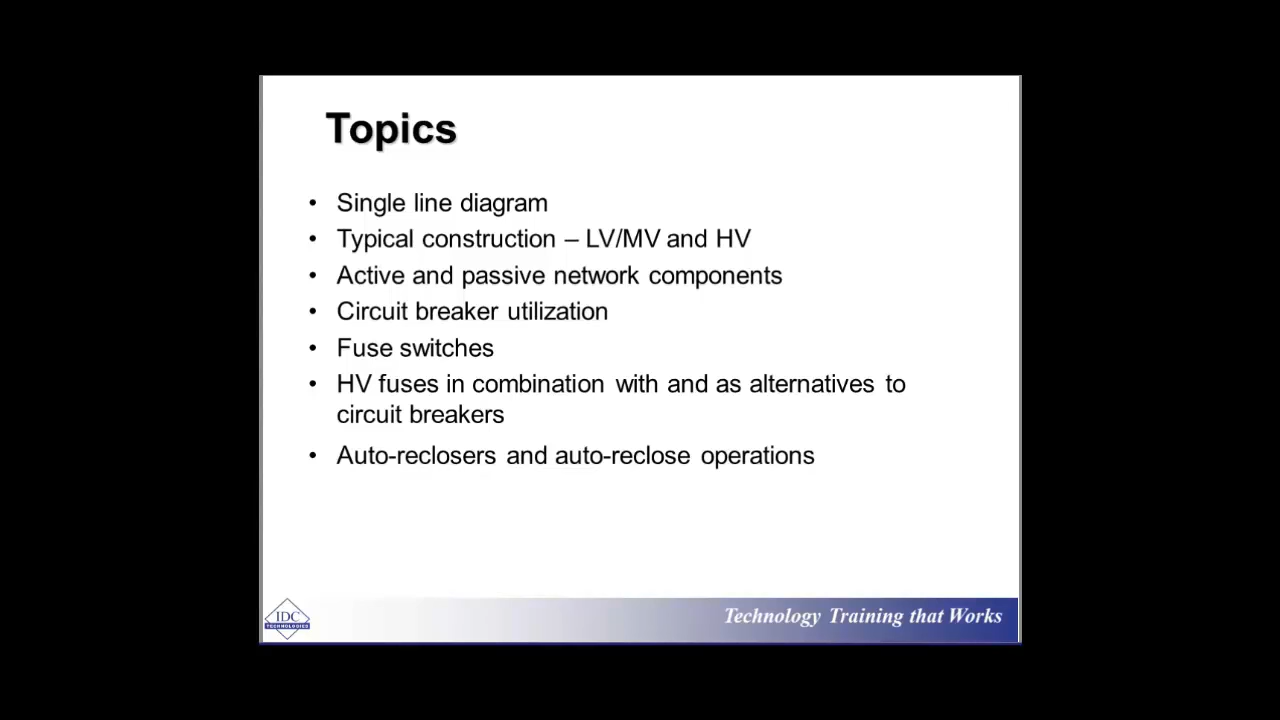 Topics
• Single line diagram
• Typical construction – LV/MV and HV
• Active and passive network components
• Circuit breaker utilization
• Fuse switches
• HV fuses in combination with and as alternatives to
circuit breakers
• Auto-reclosers and auto-reclose operations
IDC
TECHNOLOGIES
Technology Training that Works